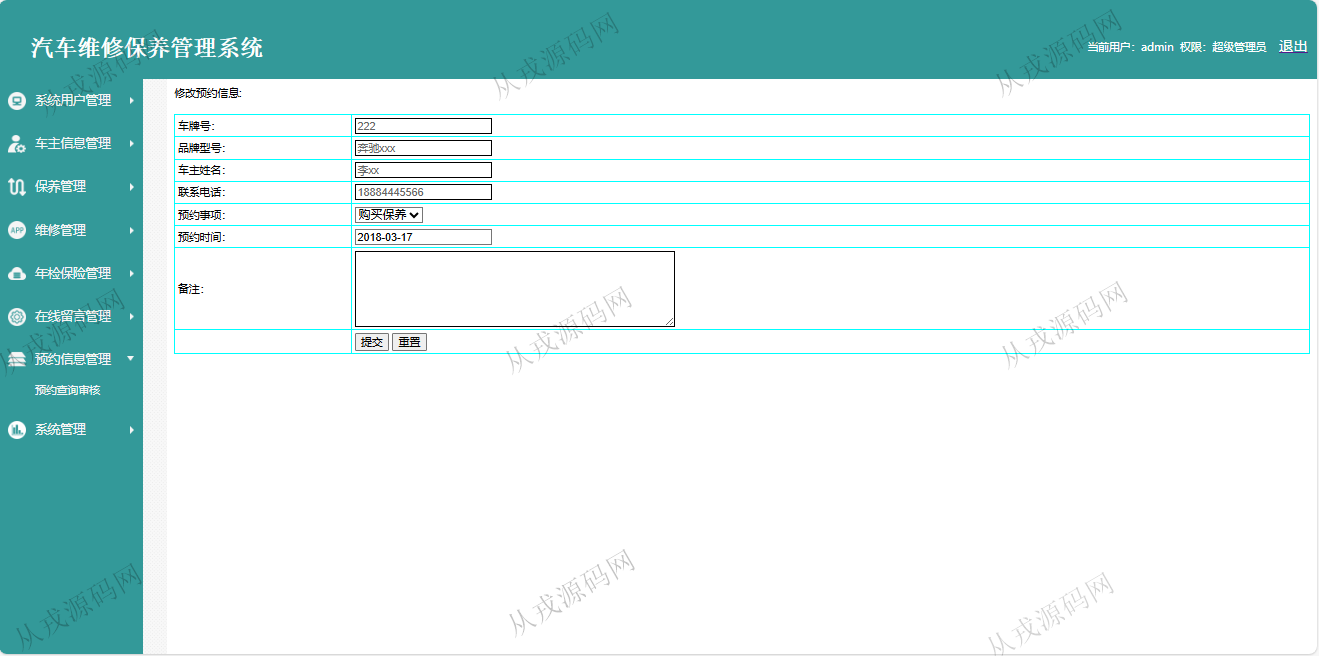 汽车维修保养管理系统
当前用户: admin 权限: 超级管理员 退出
系统用户管理
车主信息管理
保养管理
APP 维修管理
年检保险管理
在线留言管理
预约信息管理
预约查询审核
系统管理
修改预约信息:
车牌号: 222
品牌型号: 奔驰xxx
车主姓名: 李xx
联系电话: 18884445566
预约事项: 购买保养
预约时间: 2018-03-17
备注:
提交 重置
从戎源码网
从戎源码网
从戎源码网
从戎源码网
从戎源码网
从戎源码网
从戎源码网
从戎源码网
从戎源码网